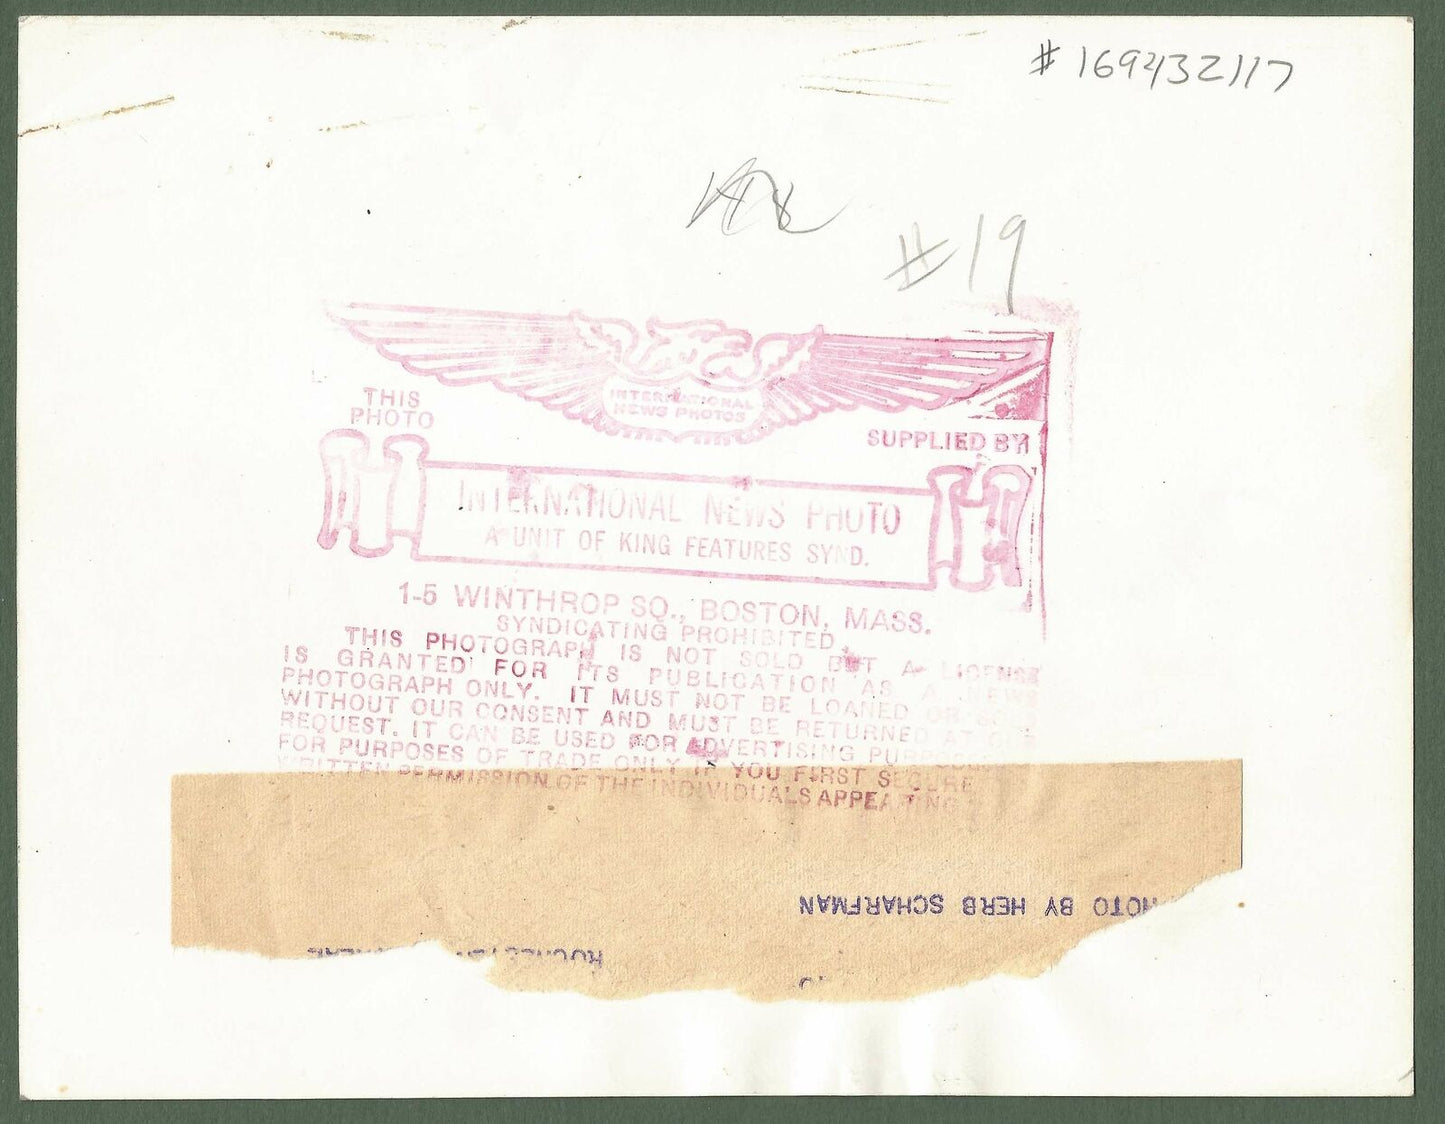 # 169432117
#19
INTERNATIONAL
NEWS PHOTOS
THIS
PHOTO
SUPPLIED BY
INTERNATIONAL NEWS PHOTO
A UNIT OF KING FEATURES SYND.
1-5 WINTHROP SQ., BOSTON, MASS.
SYNDICATING PROHIBITED
THIS PHOTOGRAPH IS NOT SOLD BUT A LICENSE
IS GRANTED FOR ITS PUBLICATION AS A NEWS
PHOTOGRAPH ONLY. IT MUST NOT BE LOANED OR
WITHOUT OUR CONSENT AND MUST BE RETURNED AT
REQUEST. IT CAN BE USED FOR ADVERTISING
FOR PURPOSES OF TRADE ONLY IF YOU FIRST SECURE
WRITTEN PERMISSION OF THE INDIVIDUALS APPEARING
HOTO BY HERB SCHARFMAN